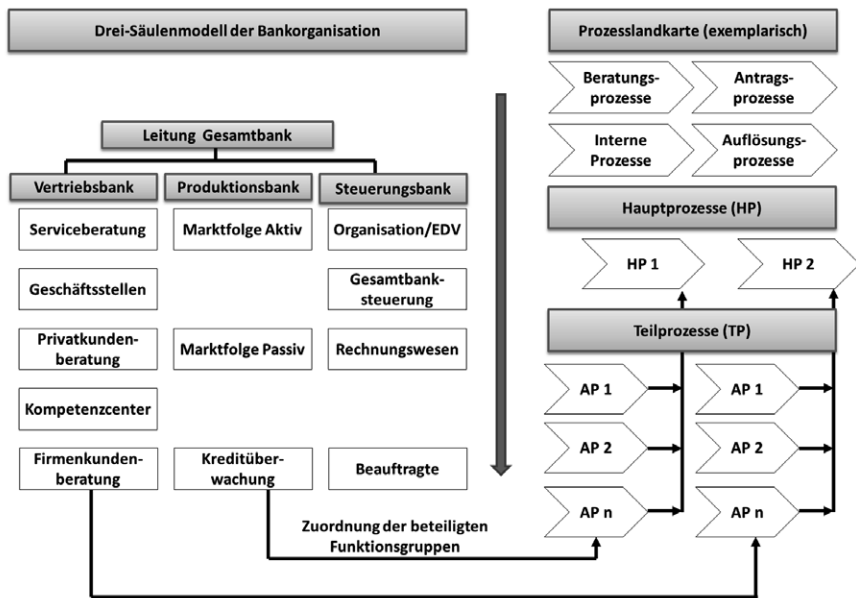 Drei-Säulenmodell der Bankorganisation
Leitung Gesamtbank
Vertriebsbank
Produktionsbank
Steuerungsbank
Serviceberatung
Marktfolge Aktiv
Organisation/EDV
Geschäftsstellen
Gesamtbank-
steuerung
Privatkunden-
beratung
Marktfolge Passiv
Rechnungswesen
Kompetenzcenter
Firmenkunden-
beratung
Kreditüber-
wachung
Beauftragte
Zuordnung der beteiligten
Funktionsgruppen
Prozesslandkarte (exemplarisch)
Beratungs-
prozesse
Antrags-
prozesse
Interne
Prozesse
Auflösungs-
prozesse
Hauptprozesse (HP)
HP 1
HP 2
Teilprozesse (TP)
AP 1
AP 1
AP 2
AP 2
AP n
AP n